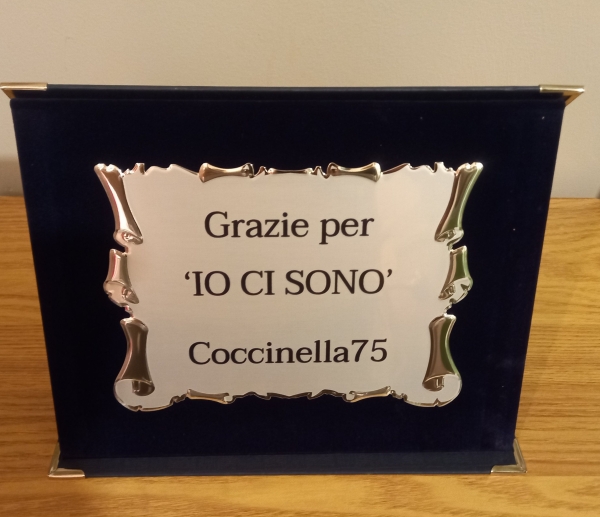 Grazie per
‘IO CI SONO’
Coccinella75